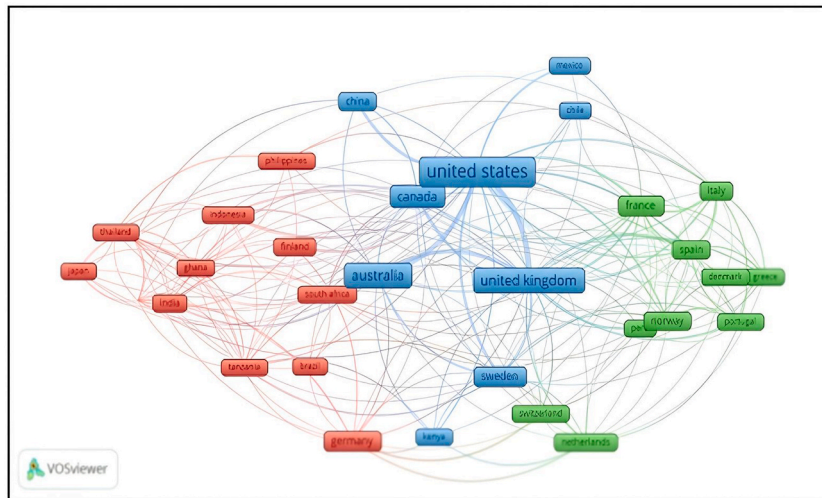 mexico
china
chile
philippines
united states
canada
italy
france
indonesia
thailand
finland
spain
ghana
japan
australia
united kingdom
denmark
greece
south africa
india
norway
portugal
tanzania
brazil
sweden
switzerland
germany
kenya
netherlands
VOSviewer